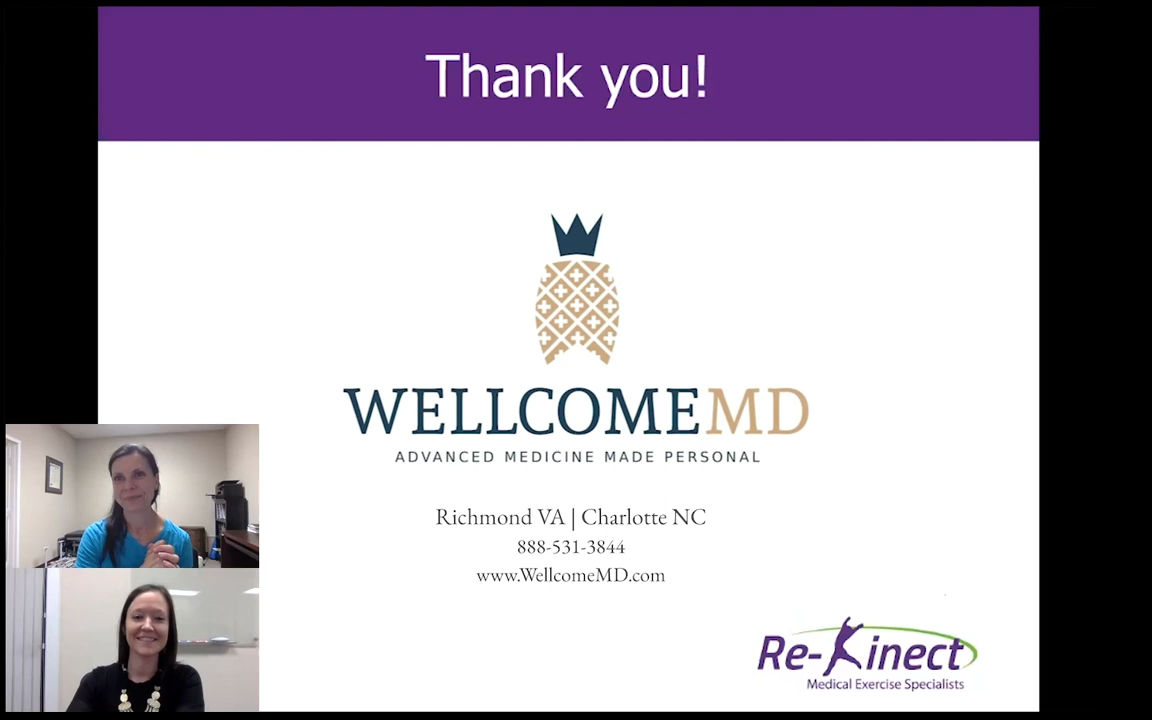 Thank you!
WELLCOMEMD
ADVANCED MEDICINE MADE PERSONAL
Richmond VA | Charlotte NC
888-531-3844
www.WellcomeMD.com
Re-Kinect
Medical Exercise Specialists